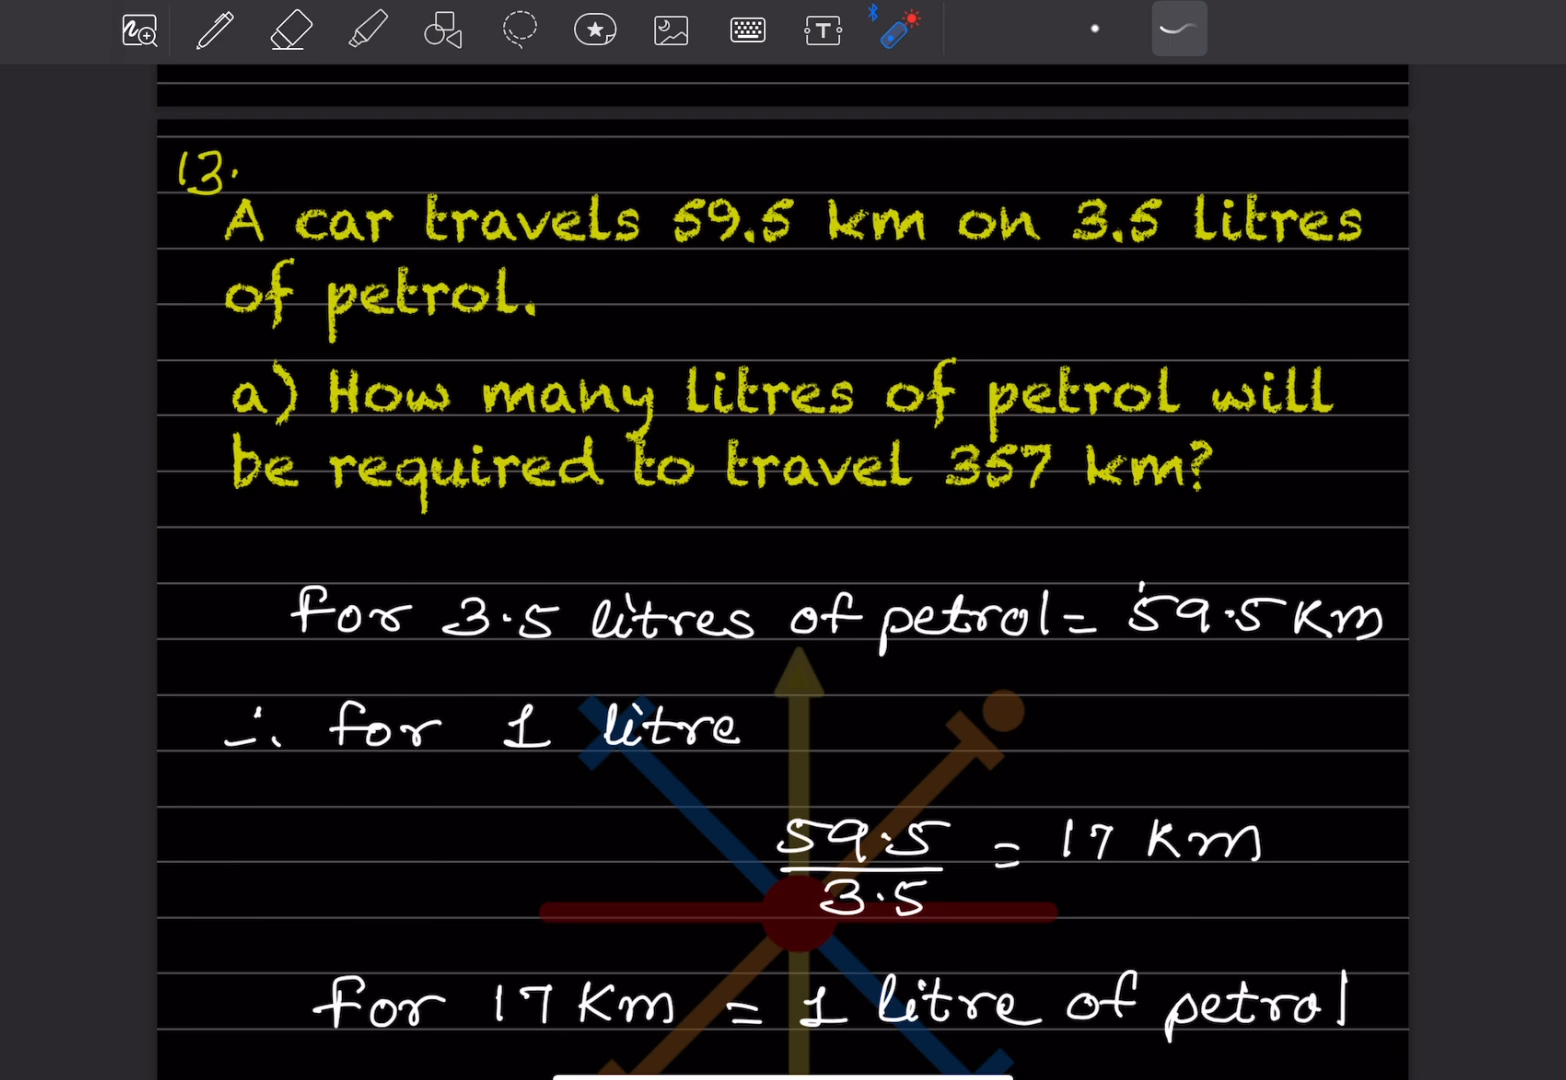 13.
A car travels 59.5 km on 3.5 litres
of petrol.
a) How many litres of petrol will
be required to travel 357 km?
for 3.5 litres of petrol = 59.5 Km
∴ for 1 litre
59.5
= 17 Km
3.5
for 17 Km = 1 litre of petrol